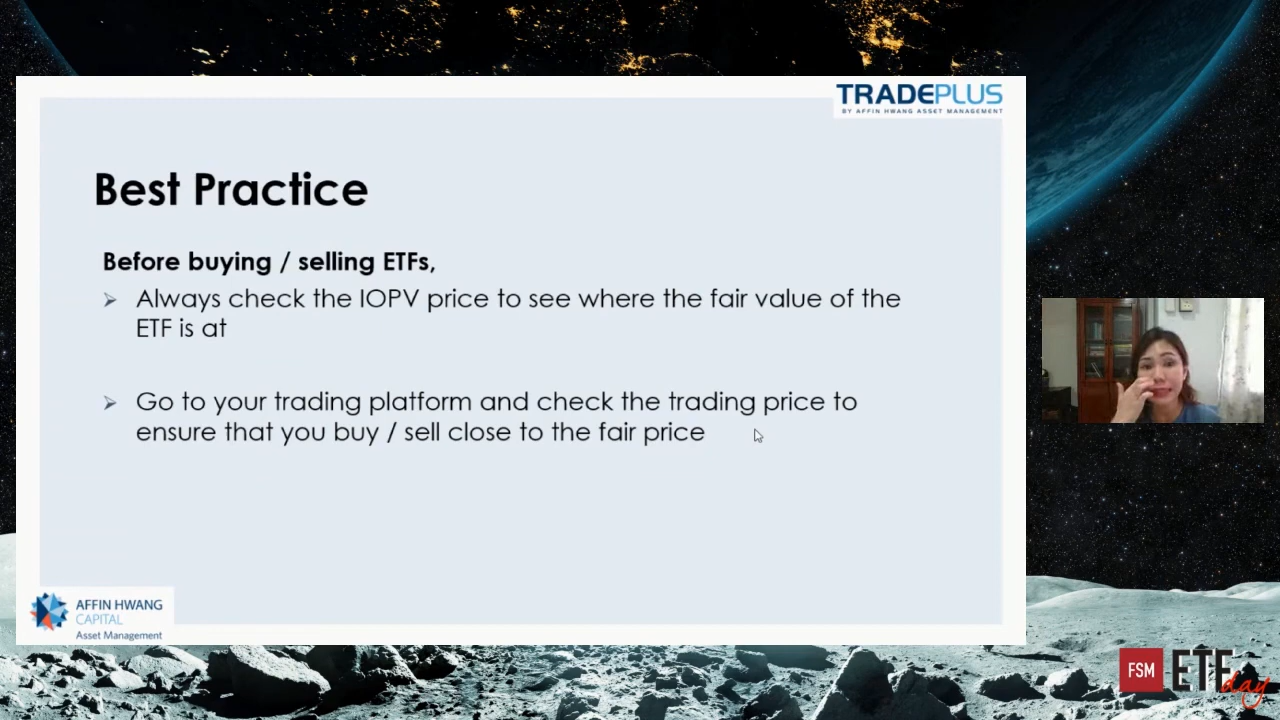 TRADEPLUS
BY AFFIN HWANG ASSET MANAGEMENT
Best Practice
Before buying / selling ETFs,
Always check the IOPV price to see where the fair value of the
ETF is at
Go to your trading platform and check the trading price to
ensure that you buy / sell close to the fair price
AFFIN HWANG
CAPITAL
Asset Management
FSM ETF day